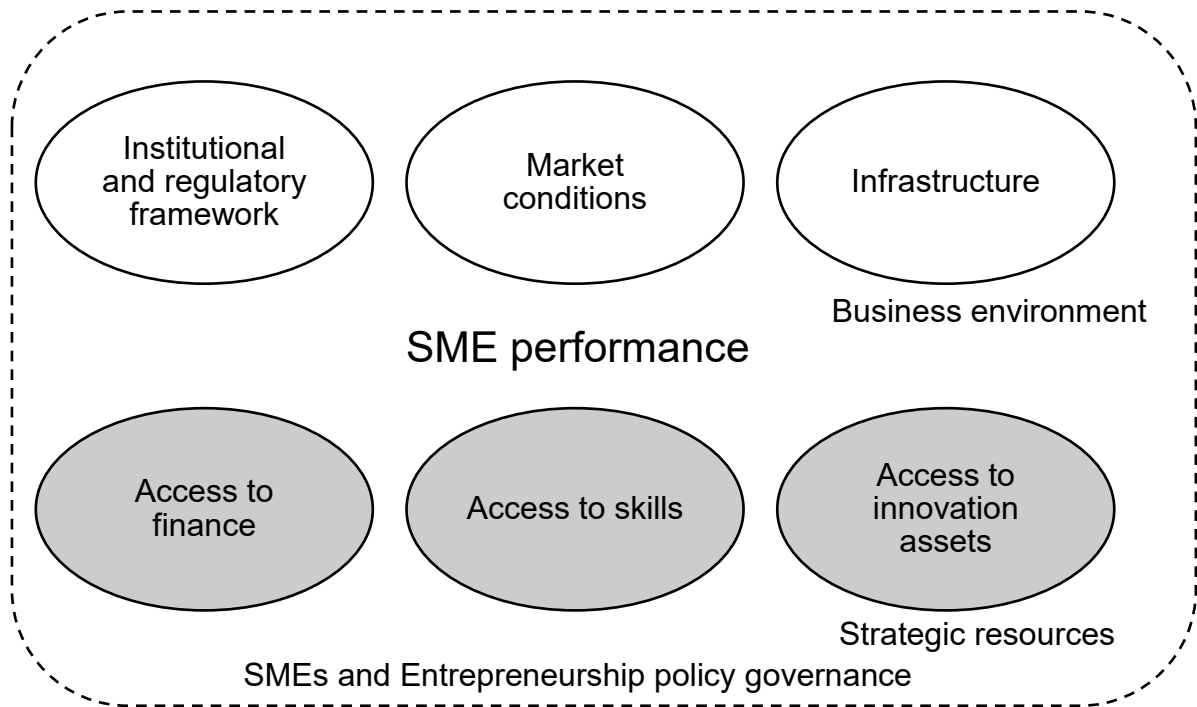 Institutional
and regulatory
framework
Market
conditions
Infrastructure
Business environment
SME performance
Access to
finance
Access to skills
Access to
innovation
assets
Strategic resources
SMEs and Entrepreneurship policy governance